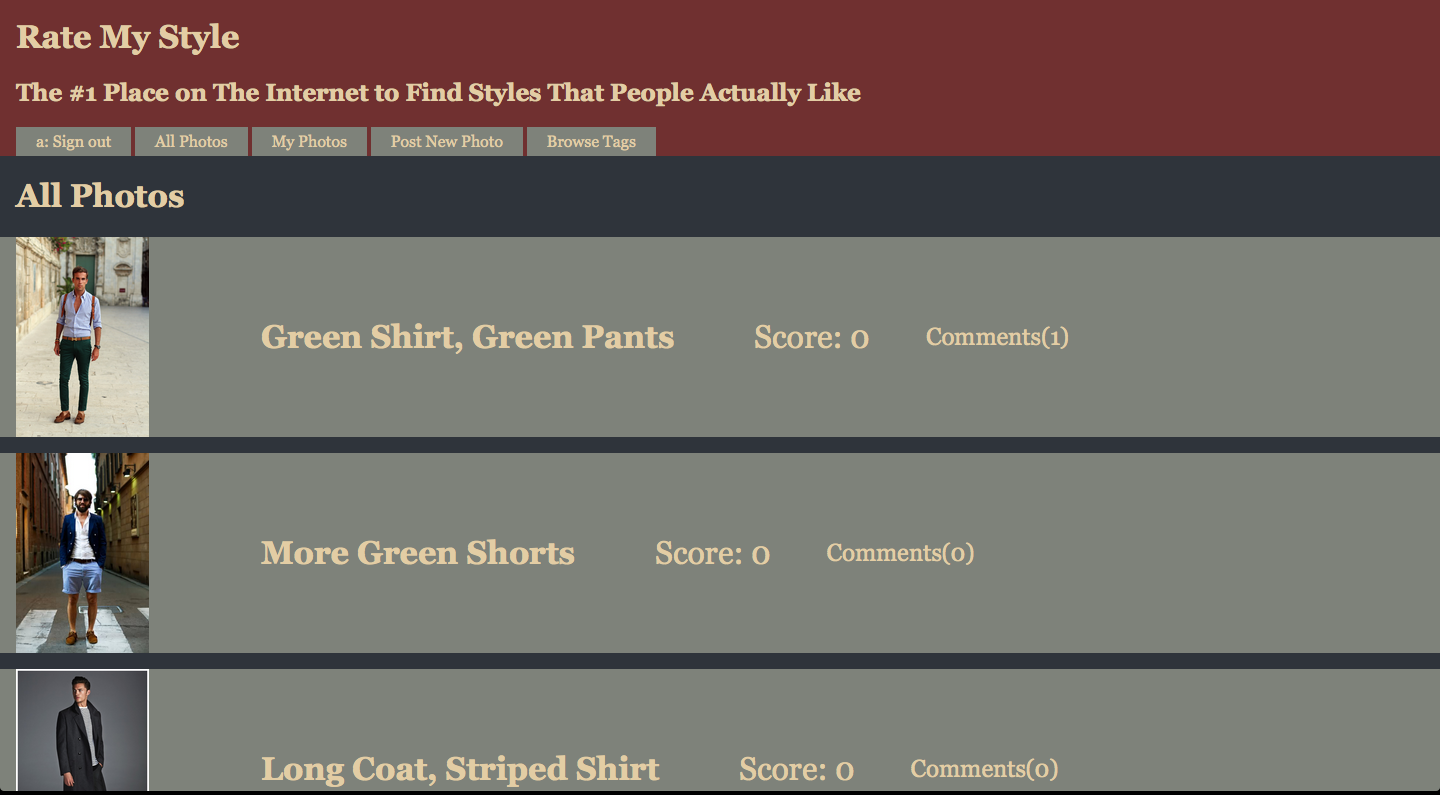 Rate My Style
The #1 Place on The Internet to Find Styles That People Actually Like
a: Sign out All Photos My Photos Post New Photo Browse Tags
All Photos
Green Shirt, Green Pants Score: 0 Comments(1)
More Green Shorts Score: 0 Comments(0)
Long Coat, Striped Shirt Score: 0 Comments(0)